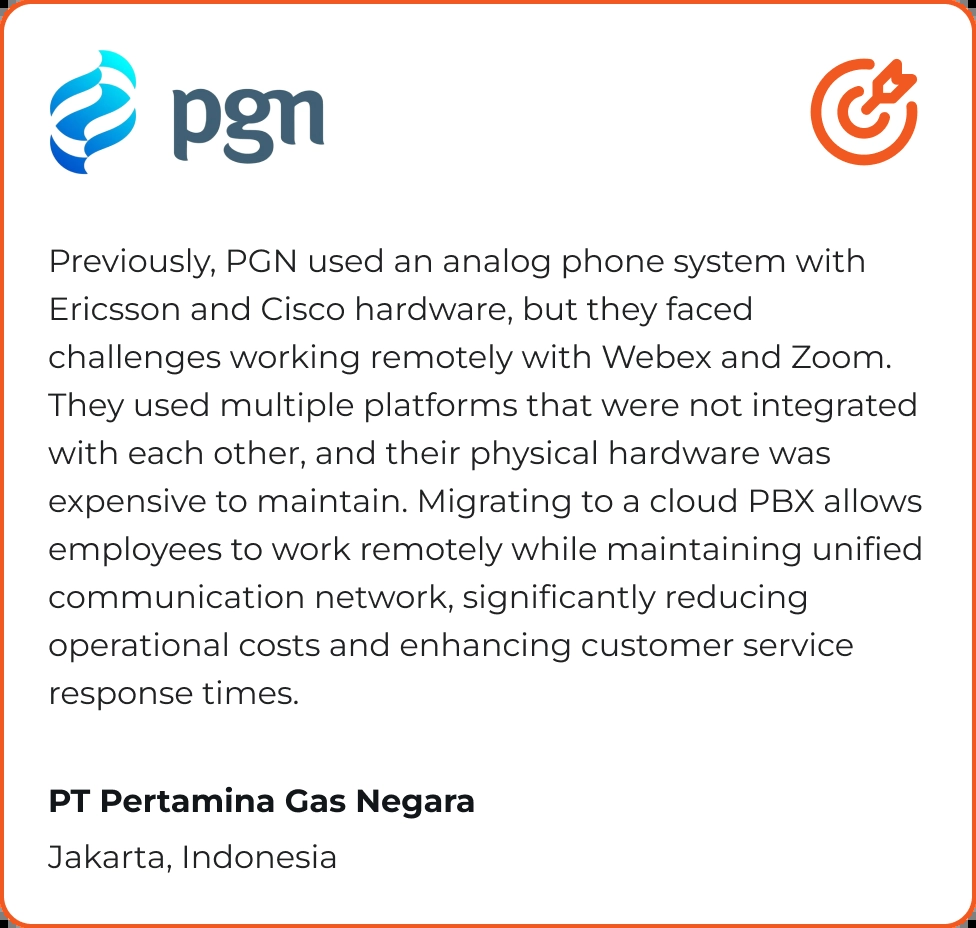 pgn
Previously, PGN used an analog phone system with
Ericsson and Cisco hardware, but they faced
challenges working remotely with Webex and Zoom.
They used multiple platforms that were not integrated
with each other, and their physical hardware was
expensive to maintain. Migrating to a cloud PBX allows
employees to work remotely while maintaining unified
communication network, significantly reducing
operational costs and enhancing customer service
response times.
PT Pertamina Gas Negara
Jakarta, Indonesia